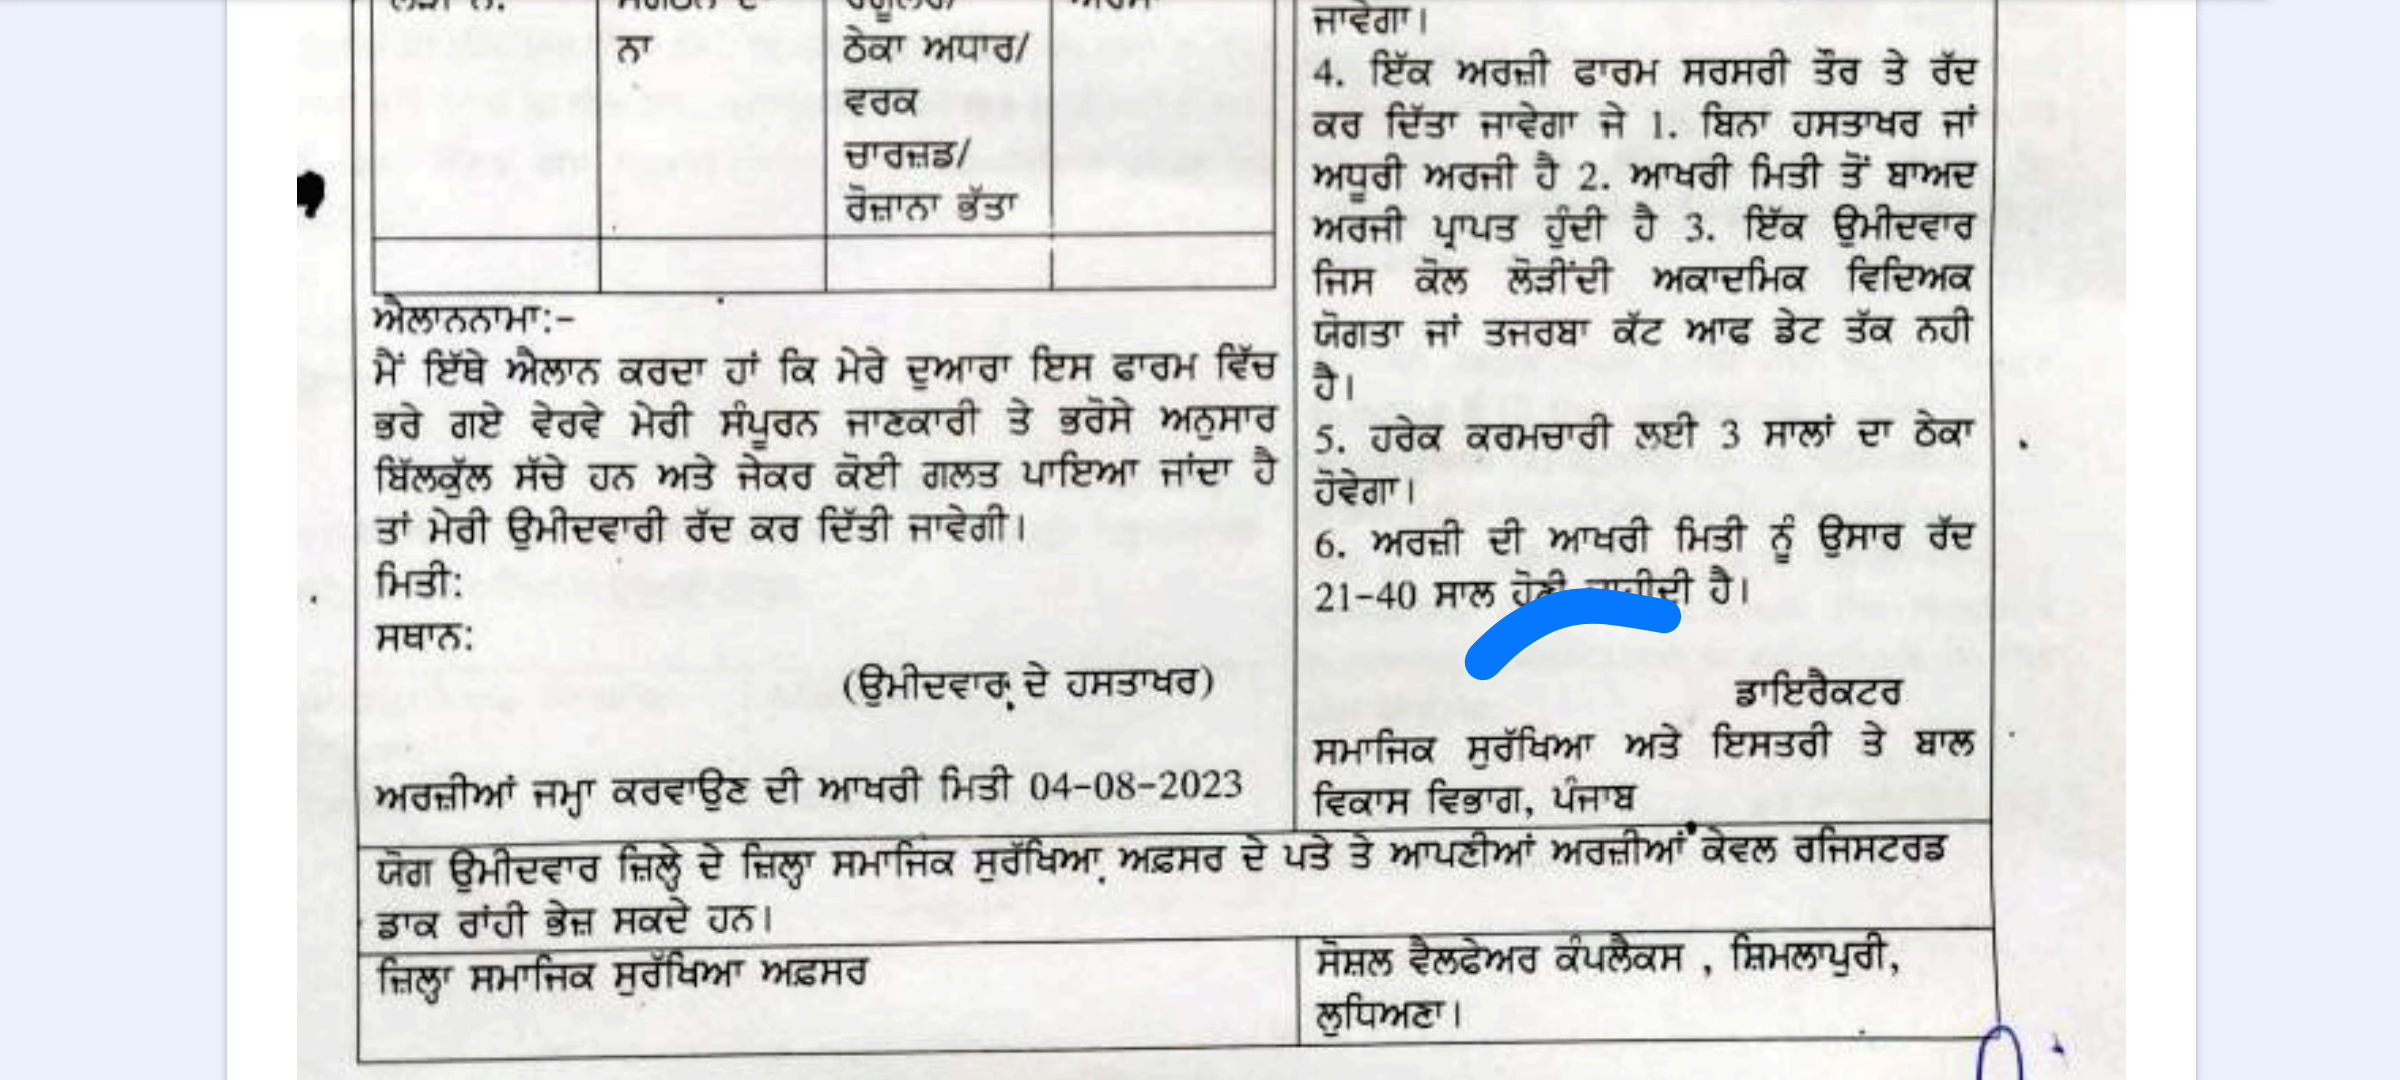 ਨਾ
ਠੇਕਾ ਅਧਾਰ/
ਵਰਕ
ਚਾਰਜ਼ਡ/
ਰੋਜ਼ਾਨਾ ਭੱਤਾ
ਐਲਾਨਨਾਮਾ:-
ਮੈਂ ਇੱਥੇ ਐਲਾਨ ਕਰਦਾ ਹਾਂ ਕਿ ਮੇਰੇ ਦੁਆਰਾ ਇਸ ਫਾਰਮ ਵਿੱਚ
ਭਰੇ ਗਏ ਵੇਰਵੇ ਮੇਰੀ ਸੰਪੂਰਨ ਜਾਣਕਾਰੀ ਤੇ ਭਰੋਸੇ ਅਨੁਸਾਰ
ਬਿੱਲਕੁੱਲ ਸੱਚੇ ਹਨ ਅਤੇ ਜੇਕਰ ਕੋਈ ਗਲਤ ਪਾਇਆ ਜਾਂਦਾ ਹੈ
ਤਾਂ ਮੇਰੀ ਉਮੀਦਵਾਰੀ ਰੱਦ ਕਰ ਦਿੱਤੀ ਜਾਵੇਗੀ।
ਮਿਤੀ:
ਸਥਾਨ:
(ਉਮੀਦਵਾਰ ਦੇ ਹਸਤਾਖਰ)
ਅਰਜ਼ੀਆਂ ਜਮ੍ਹਾ ਕਰਵਾਉਣ ਦੀ ਆਖਰੀ ਮਿਤੀ 04-08-2023
ਜਾਵੇਗਾ।
4. ਇੱਕ ਅਰਜ਼ੀ ਫਾਰਮ ਸਰਸਰੀ ਤੌਰ ਤੇ ਰੱਦ
ਕਰ ਦਿੱਤਾ ਜਾਵੇਗਾ ਜੇ 1. ਬਿਨਾ ਹਸਤਾਖਰ ਜਾਂ
ਅਧੂਰੀ ਅਰਜੀ ਹੈ 2. ਆਖਰੀ ਮਿਤੀ ਤੋਂ ਬਾਅਦ
ਅਰਜੀ ਪ੍ਰਾਪਤ ਹੁੰਦੀ ਹੈ 3. ਇੱਕ ਉਮੀਦਵਾਰ
ਜਿਸ ਕੋਲ ਲੋੜੀਂਦੀ ਅਕਾਦਮਿਕ ਵਿਦਿਅਕ
ਯੋਗਤਾ ਜਾਂ ਤਜਰਬਾ ਕੱਟ ਆਫ ਡੇਟ ਤੱਕ ਨਹੀ
ਹੈ।
5. ਹਰੇਕ ਕਰਮਚਾਰੀ ਲਈ 3 ਸਾਲਾਂ ਦਾ ਠੇਕਾ
ਹੋਵੇਗਾ।
6. ਅਰਜ਼ੀ ਦੀ ਆਖਰੀ ਮਿਤੀ ਨੂੰ ਉਸਾਰ ਰੱਦ
21-40 ਸਾਲ ਹੈ।
ਡਾਇਰੈਕਟਰ
ਸਮਾਜਿਕ ਸੁਰੱਖਿਆ ਅਤੇ ਇਸਤਰੀ ਤੇ ਬਾਲ
ਵਿਕਾਸ ਵਿਭਾਗ, ਪੰਜਾਬ
ਯੋਗ ਉਮੀਦਵਾਰ ਜ਼ਿਲ੍ਹੇ ਦੇ ਜ਼ਿਲ੍ਹਾ ਸਮਾਜਿਕ ਸੁਰੱਖਿਆ ਅਫ਼ਸਰ ਦੇ ਪਤੇ ਤੇ ਆਪਣੀਆਂ ਅਰਜ਼ੀਆਂ ਕੇਵਲ ਰਜਿਸਟਰਡ
ਡਾਕ ਰਾਂਹੀ ਭੇਜ਼ ਸਕਦੇ ਹਨ।
ਜ਼ਿਲ੍ਹਾ ਸਮਾਜਿਕ ਸੁਰੱਖਿਆ ਅਫ਼ਸਰ
ਸੋਸ਼ਲ ਵੈਲਫੇਅਰ ਕੰਪਲੈਕਸ , ਸ਼ਿਮਲਾਪੁਰੀ,
ਲੁਧਿਅਣਾ।